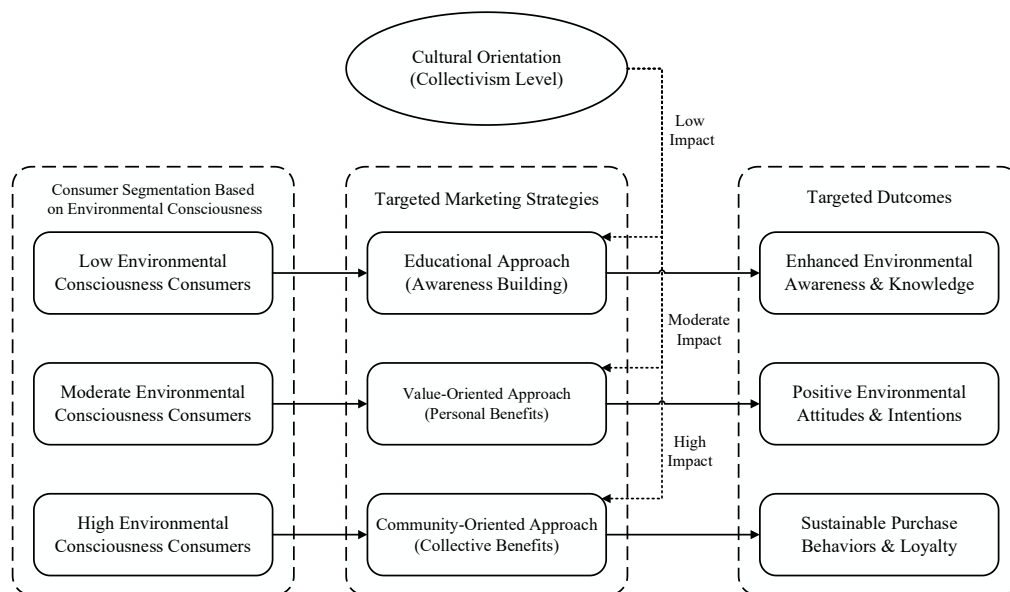 Cultural Orientation
(Collectivism Level)
Low
Impact
Consumer Segmentation Based
on Environmental Consciousness
Targeted Marketing Strategies
Targeted Outcomes
Low Environmental
Consciousness Consumers
Educational Approach
(Awareness Building)
Enhanced Environmental
Awareness & Knowledge
Moderate
Impact
Moderate Environmental
Consciousness Consumers
Value-Oriented Approach
(Personal Benefits)
Positive Environmental
Attitudes & Intentions
High
Impact
High Environmental
Consciousness Consumers
Community-Oriented Approach
(Collective Benefits)
Sustainable Purchase
Behaviors & Loyalty